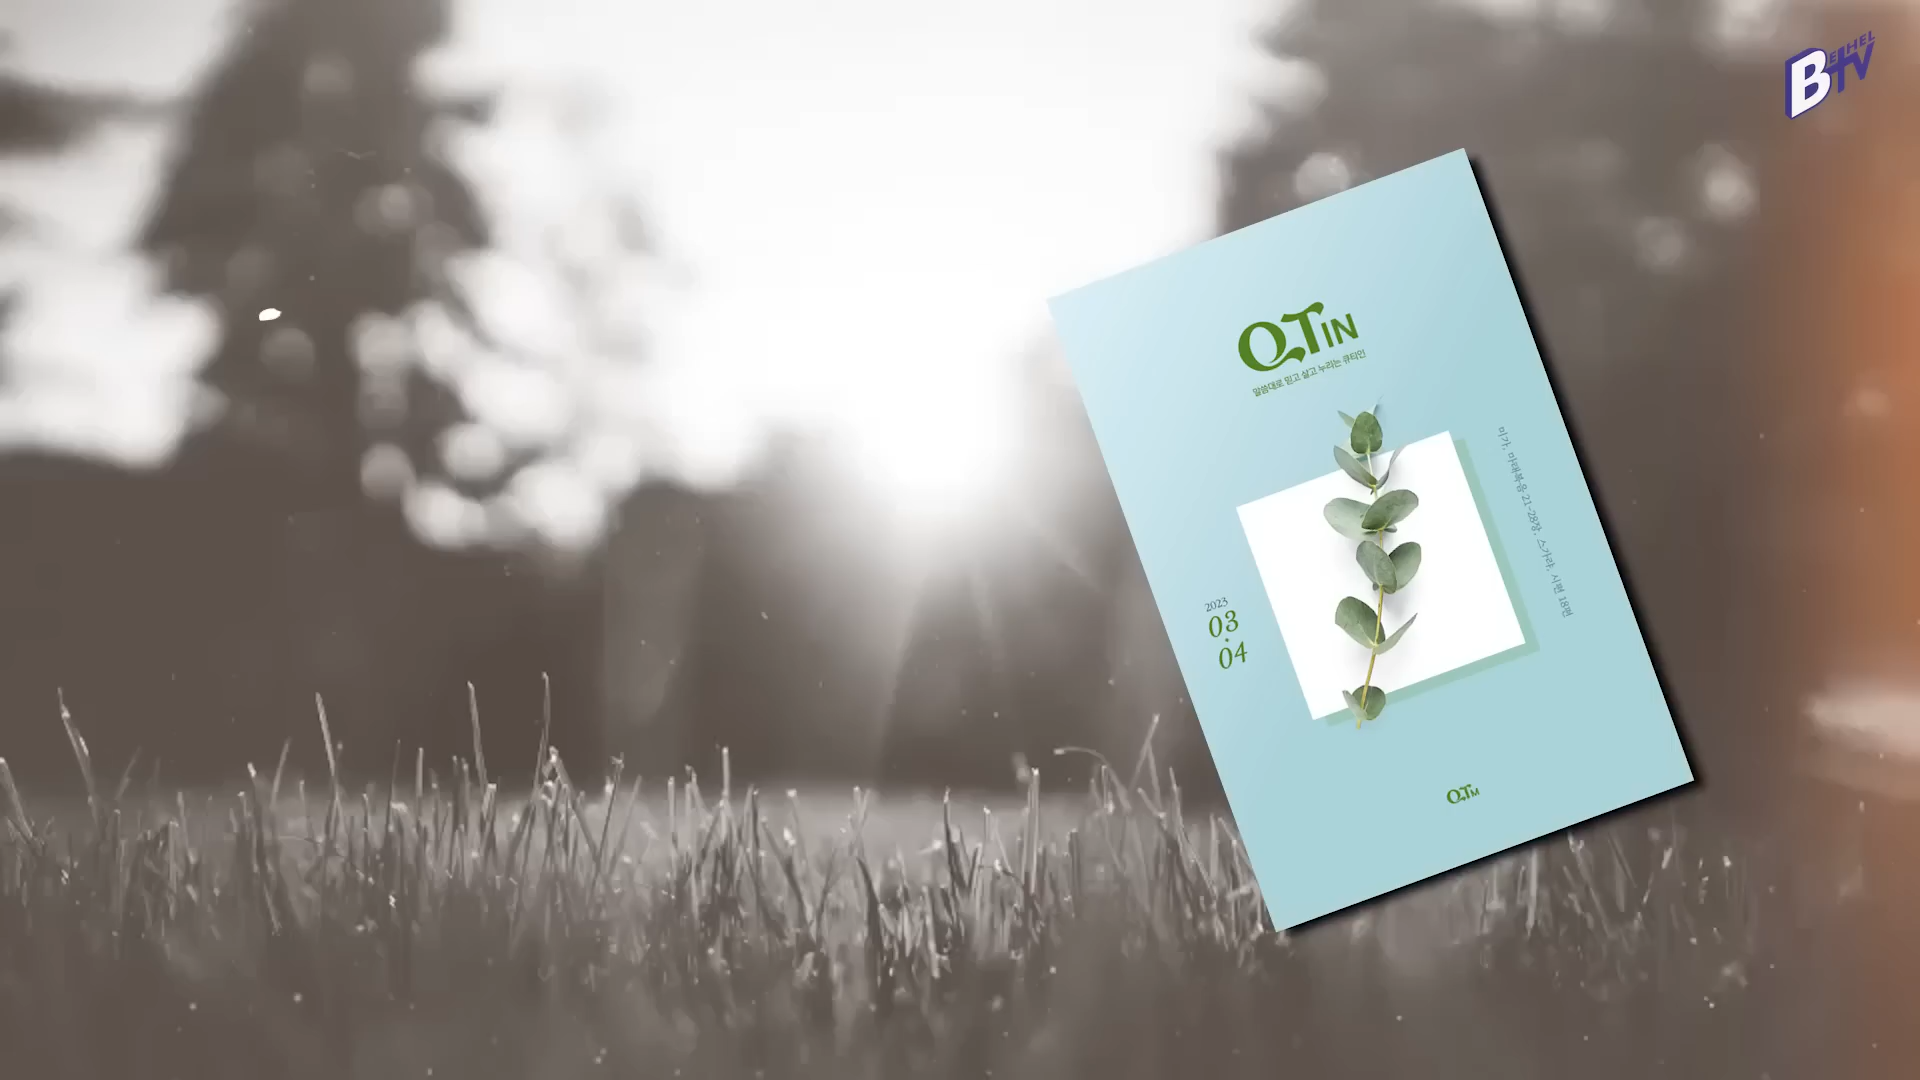 BETHEL TV
QTIN
말씀대로 믿고 살고 누리는 큐티인
미가, 마태복음 21-28장, 스가랴, 시편 18편
2023
03
04
QTM